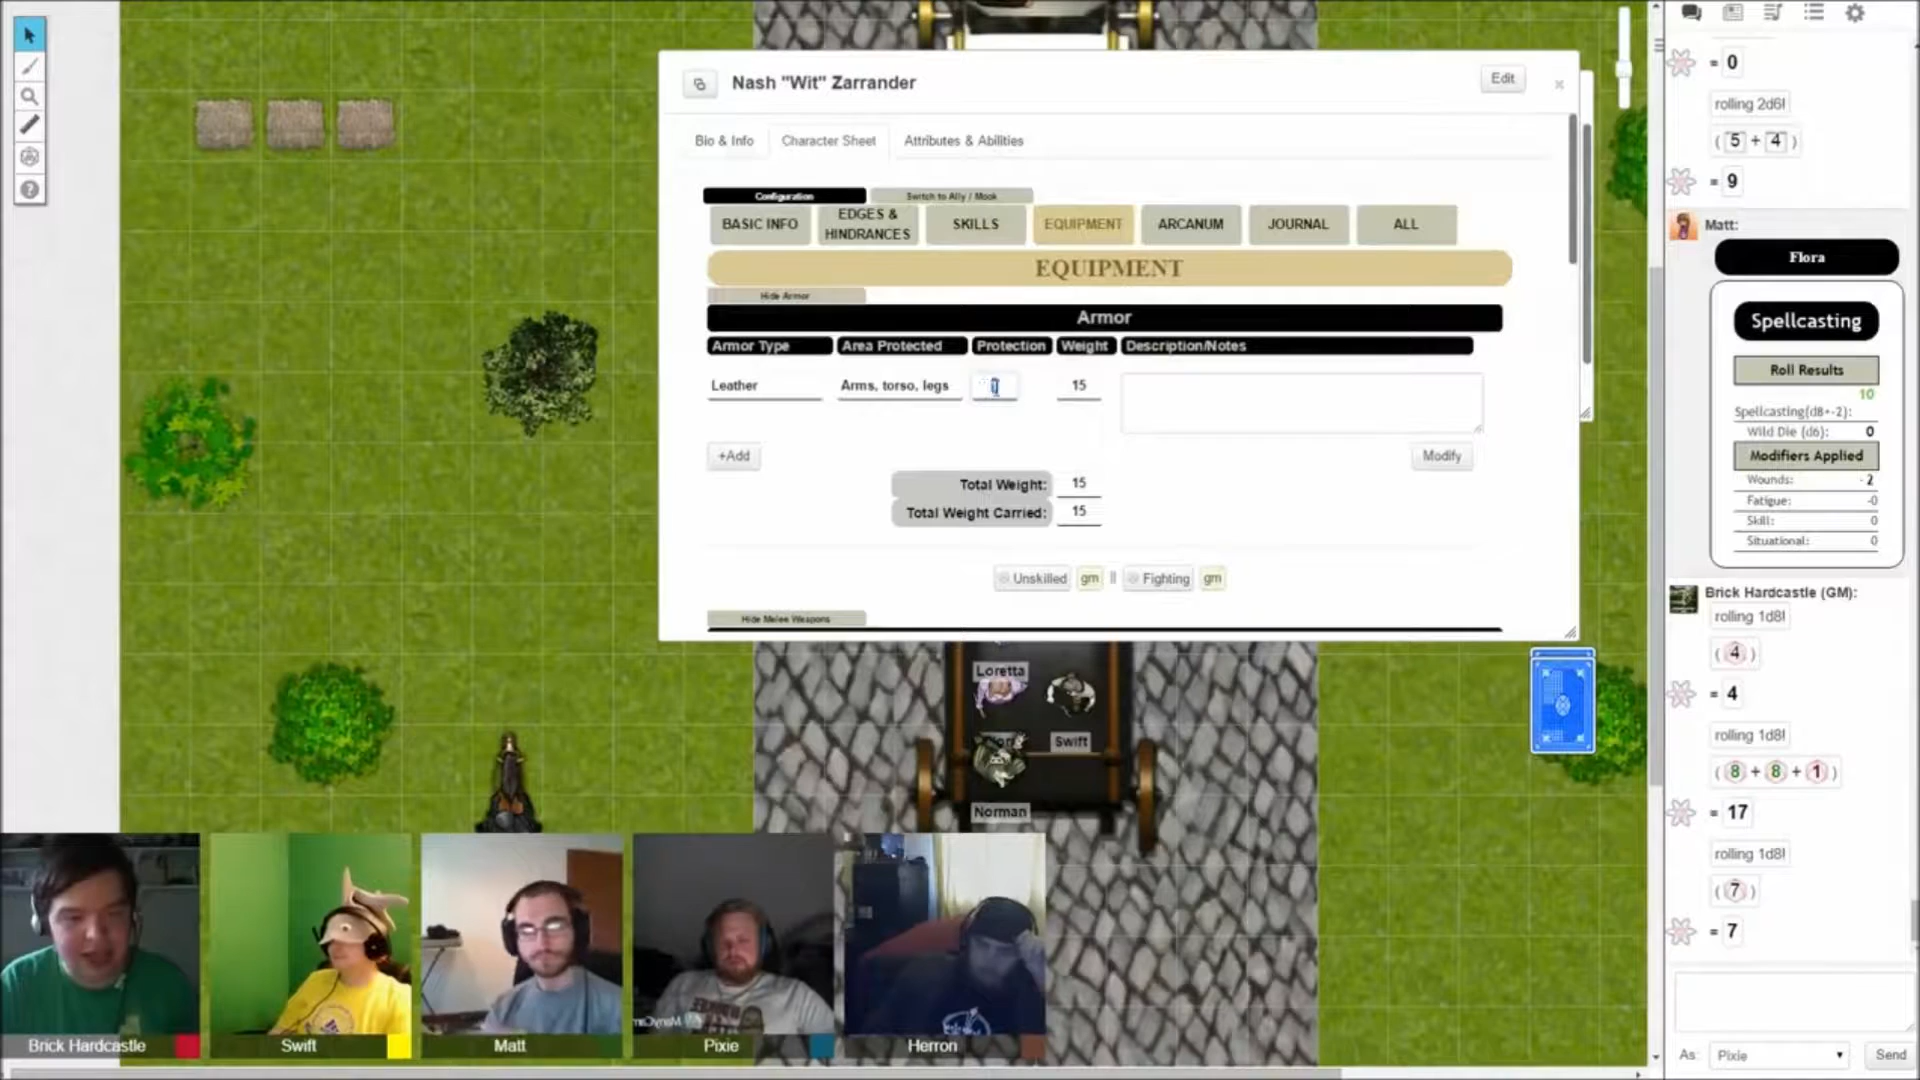 Nash "Wit" Zarrander
Edit
Bio & Info
Character Sheet
Attributes & Abilities
Configuration
Switch to Ally / Mook
BASIC INFO
EDGES &
HINDRANCES
SKILLS
EQUIPMENT
ARCANUM
JOURNAL
ALL
EQUIPMENT
Hide Armor
Armor
Armor Type
Area Protected
Protection
Weight
Description/Notes
Leather
Arms, torso, legs
15
+Add
Modify
Total Weight:
15
Total Weight Carried:
15
Unskilled
gm
||
Fighting
gm
Hide Melee Weapons
Loretta
Swift
Norman
Brick Hardcastle
Swift
Matt
Pixie
Herron
= 0
rolling 2d6!
( 5 + 4 )
= 9
Matt:
Flora
Spellcasting
Roll Results
10
Spellcasting(d8+-2):
Wild Die (d6): 0
Modifiers Applied
Wounds: - 2
Fatigue: -0
Skill: 0
Situational: 0
Brick Hardcastle (GM):
rolling 1d8!
( 4 )
= 4
rolling 1d8!
( 8 + 8 + 1 )
= 17
rolling 1d8!
( 7 )
= 7
As: Pixie
Send